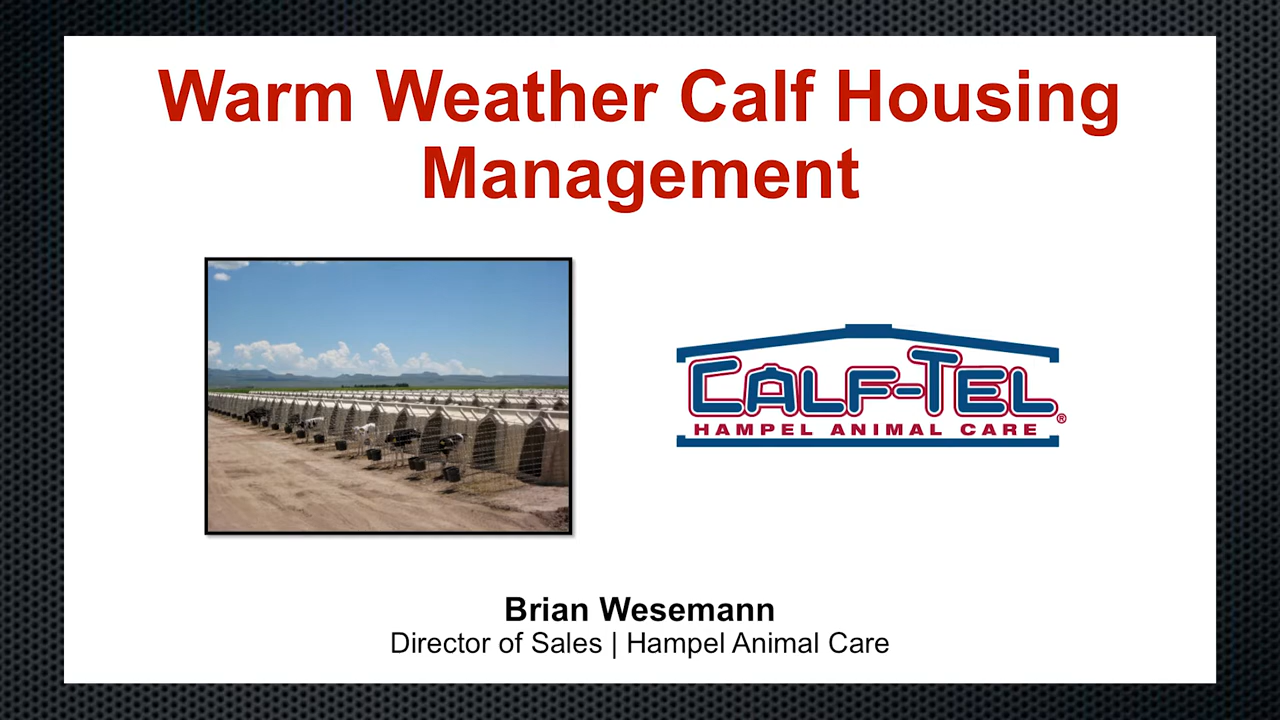 Warm Weather Calf Housing
Management
CALF-TEL®
HAMPEL ANIMAL CARE
Brian Wesemann
Director of Sales | Hampel Animal Care